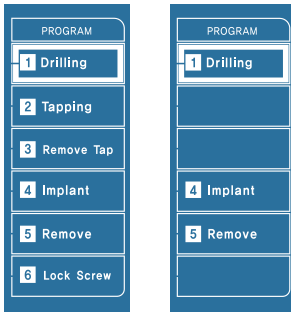 PROGRAM
1 Drilling
2 Tapping
3 Remove Tap
4 Implant
5 Remove
6 Lock Screw
PROGRAM
1 Drilling
4 Implant
5 Remove